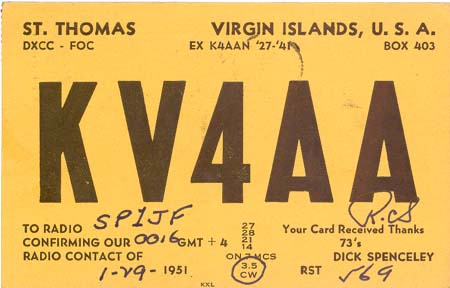 ST. THOMAS VIRGIN ISLANDS, U. S. A.
DXCC - FOC EX K4AAN '27-'41 BOX 403
KV4AA
TO RADIO SP1JF
CONFIRMING OUR 0016 GMT + 4
RADIO CONTACT OF
1-29- 1951
27
28
21
14
ON 7 MCS
3.5
CW
KXL
R.C.S
Your Card Received Thanks
73's
DICK SPENCELEY
RST 569